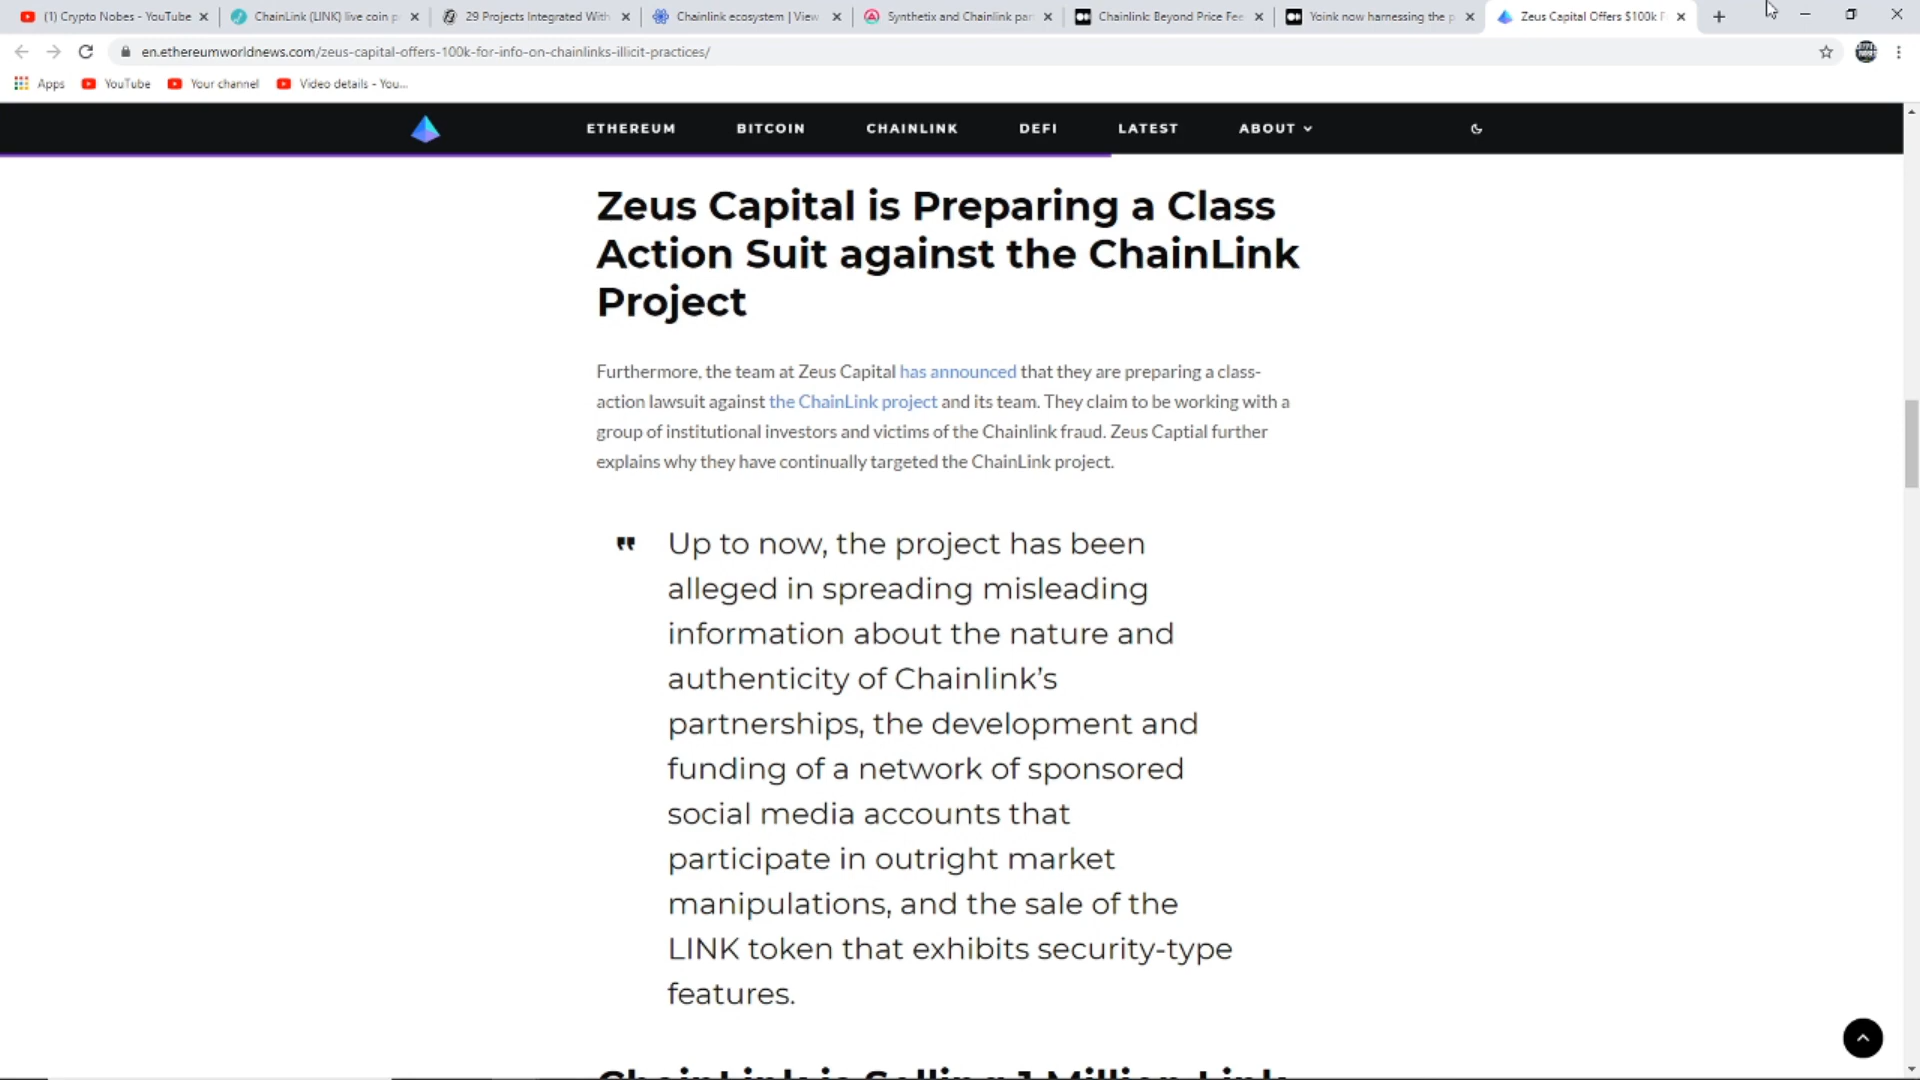 (1) Crypto Nobes - YouTube
ChainLink (LINK) live coin p
29 Projects Integrated With
Chainlink ecosystem | View
Synthetix and Chainlink par
Chainlink: Beyond Price Fee
Yoink now harnessing the p
Zeus Capital Offers $100k F
en.ethereumworldnews.com/zeus-capital-offers-100k-for-info-on-chainlinks-illicit-practices/
Apps
YouTube
Your channel
Video details - You...
ETHEREUM
BITCOIN
CHAINLINK
DEFI
LATEST
ABOUT
Zeus Capital is Preparing a Class
Action Suit against the ChainLink
Project
Furthermore, the team at Zeus Capital has announced that they are preparing a class-
action lawsuit against the ChainLink project and its team. They claim to be working with a
group of institutional investors and victims of the Chainlink fraud. Zeus Captial further
explains why they have continually targeted the ChainLink project.
" Up to now, the project has been
alleged in spreading misleading
information about the nature and
authenticity of Chainlink's
partnerships, the development and
funding of a network of sponsored
social media accounts that
participate in outright market
manipulations, and the sale of the
LINK token that exhibits security-type
features.
ChainLink is Selling 1 Million Link